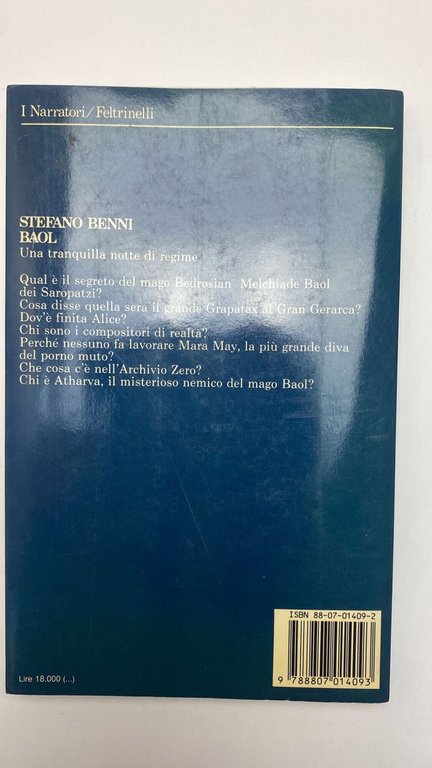 I Narratori/Feltrinelli
STEFANO BENNI
BAOL
Una tranquilla notte di regime
Qual è il segreto del mago Bedrosian Melchiade Baol
dei Saropatzi?
Cosa disse quella sera il grande Grapatax al Gran Gerarca?
Dov'è finita Alice?
Chi sono i compositori di realtà?
Perché nessuno fa lavorare Mara May, la più grande diva
del porno muto?
Che cosa c'è nell'Archivio Zero?
Chi è Atharva, il misterioso nemico del mago Baol?
ISBN 88-07-01409-2
9 788807 014093
Lire 18.000 (...)